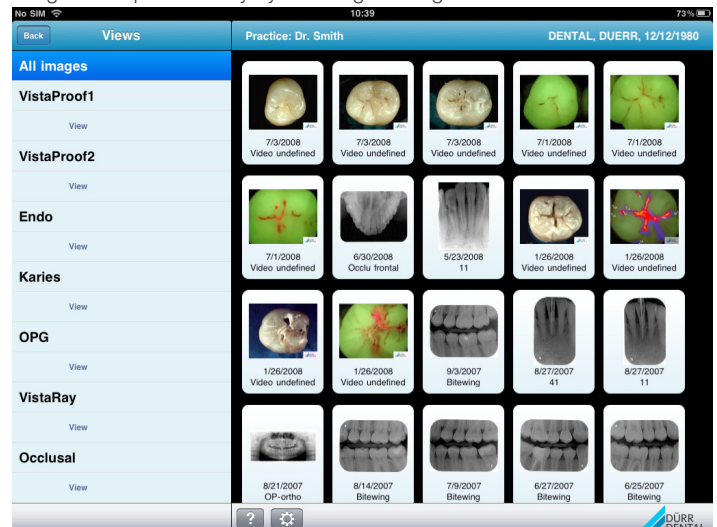 No SIM 10:39 73%
Back Views Practice: Dr. Smith DENTAL, DUERR, 12/12/1980
All images
VistaProof1
View
VistaProof2
View
Endo
View
Karies
View
OPG
View
VistaRay
View
Occlusal
View
7/3/2008
Video undefined
7/3/2008
Video undefined
7/3/2008
Video undefined
7/1/2008
Video undefined
7/1/2008
Video undefined
7/1/2008
Video undefined
6/30/2008
Occlu frontal
5/23/2008
11
1/26/2008
Video undefined
1/26/2008
Video undefined
1/26/2008
Video undefined
1/26/2008
Video undefined
9/3/2007
Bitewing
8/27/2007
41
8/27/2007
11
8/21/2007
OP-ortho
8/14/2007
Bitewing
7/9/2007
Bitewing
6/27/2007
Bitewing
6/25/2007
Bitewing
?
DÜRR
DENTAL